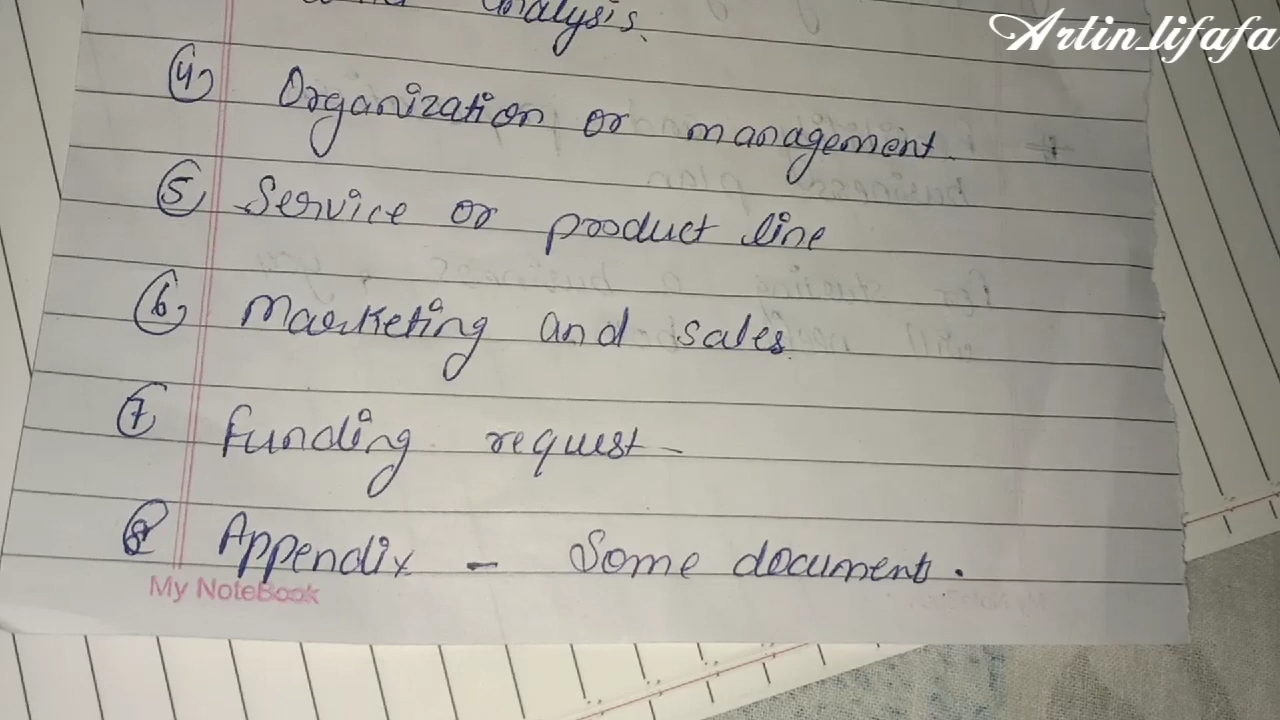 Artin_lifafa
analysis.
(4) Organization or management.
(5) Service or product line
(6) Marketing and sales.
(7) Funding request -
(8) Appendix - Some document.
My NoteBook